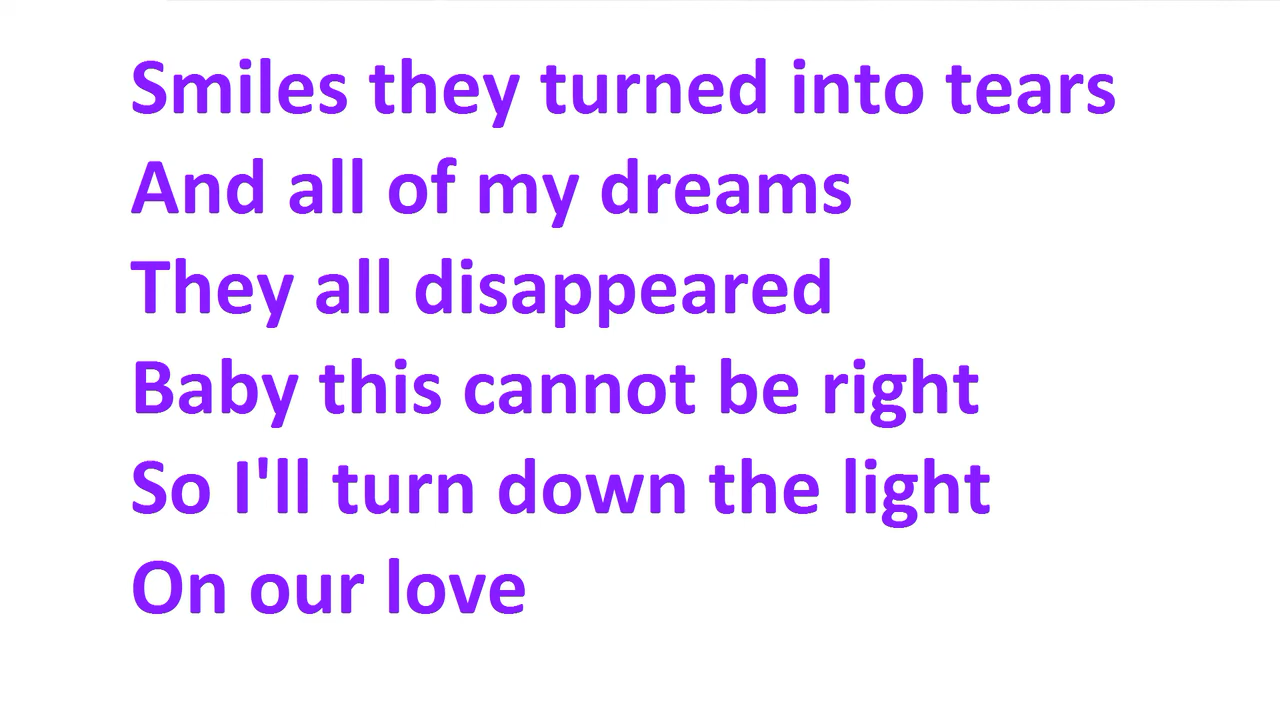 Smiles they turned into tears
And all of my dreams
They all disappeared
Baby this cannot be right
So I'll turn down the light
On our love